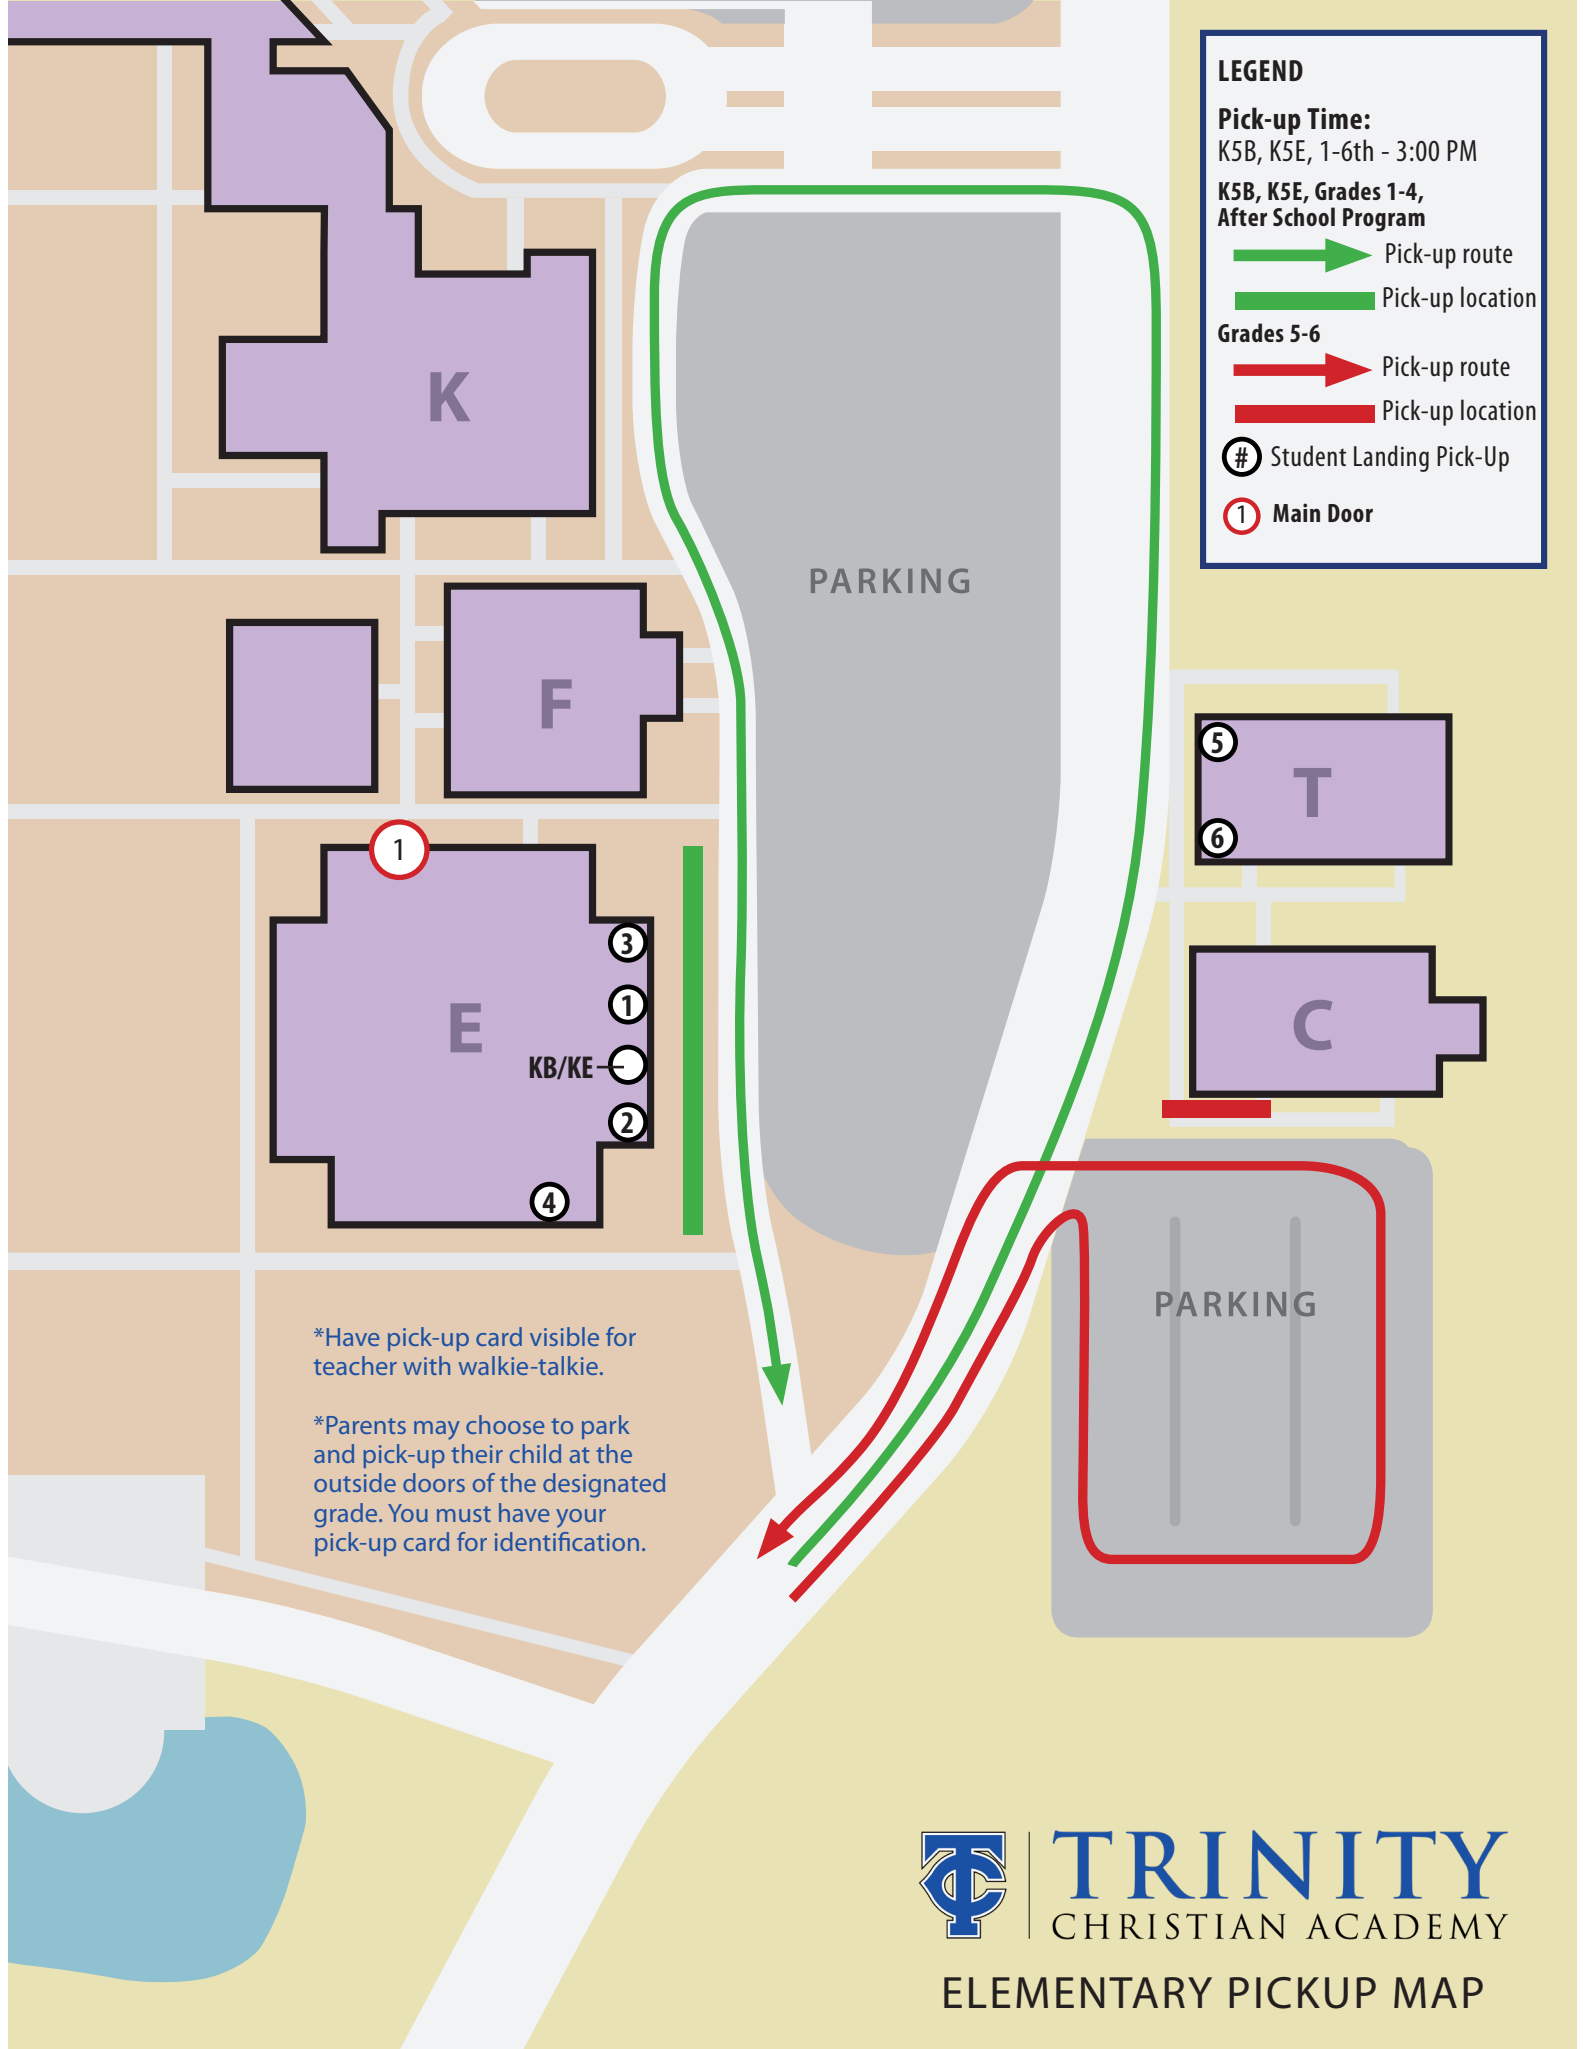 LEGEND
Pick-up Time:
K5B, K5E, 1-6th - 3:00 PM
K5B, K5E, Grades 1-4,
After School Program
Pick-up route
Pick-up location
Grades 5-6
Pick-up route
Pick-up location
# Student Landing Pick-Up
1 Main Door
K
PARKING
F
5
T
6
1
3
E
1
C
KB/KE
2
4
PARKING
*Have pick-up card visible for
teacher with walkie-talkie.
*Parents may choose to park
and pick-up their child at the
outside doors of the designated
grade. You must have your
pick-up card for identification.
TC
TRINITY
CHRISTIAN ACADEMY
ELEMENTARY PICKUP MAP